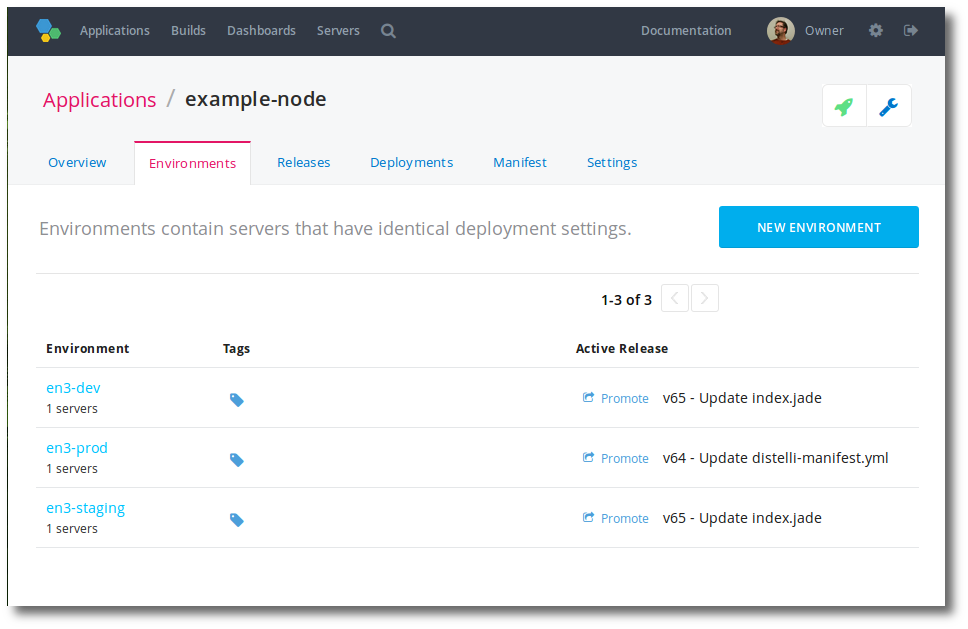 Applications Builds Dashboards Servers Documentation Owner
Applications / example-node
Overview Environments Releases Deployments Manifest Settings
Environments contain servers that have identical deployment settings. NEW ENVIRONMENT
1-3 of 3
Environment Tags Active Release
en3-dev
1 servers
Promote v65 - Update index.jade
en3-prod
1 servers
Promote v64 - Update distelli-manifest.yml
en3-staging
1 servers
Promote v65 - Update index.jade